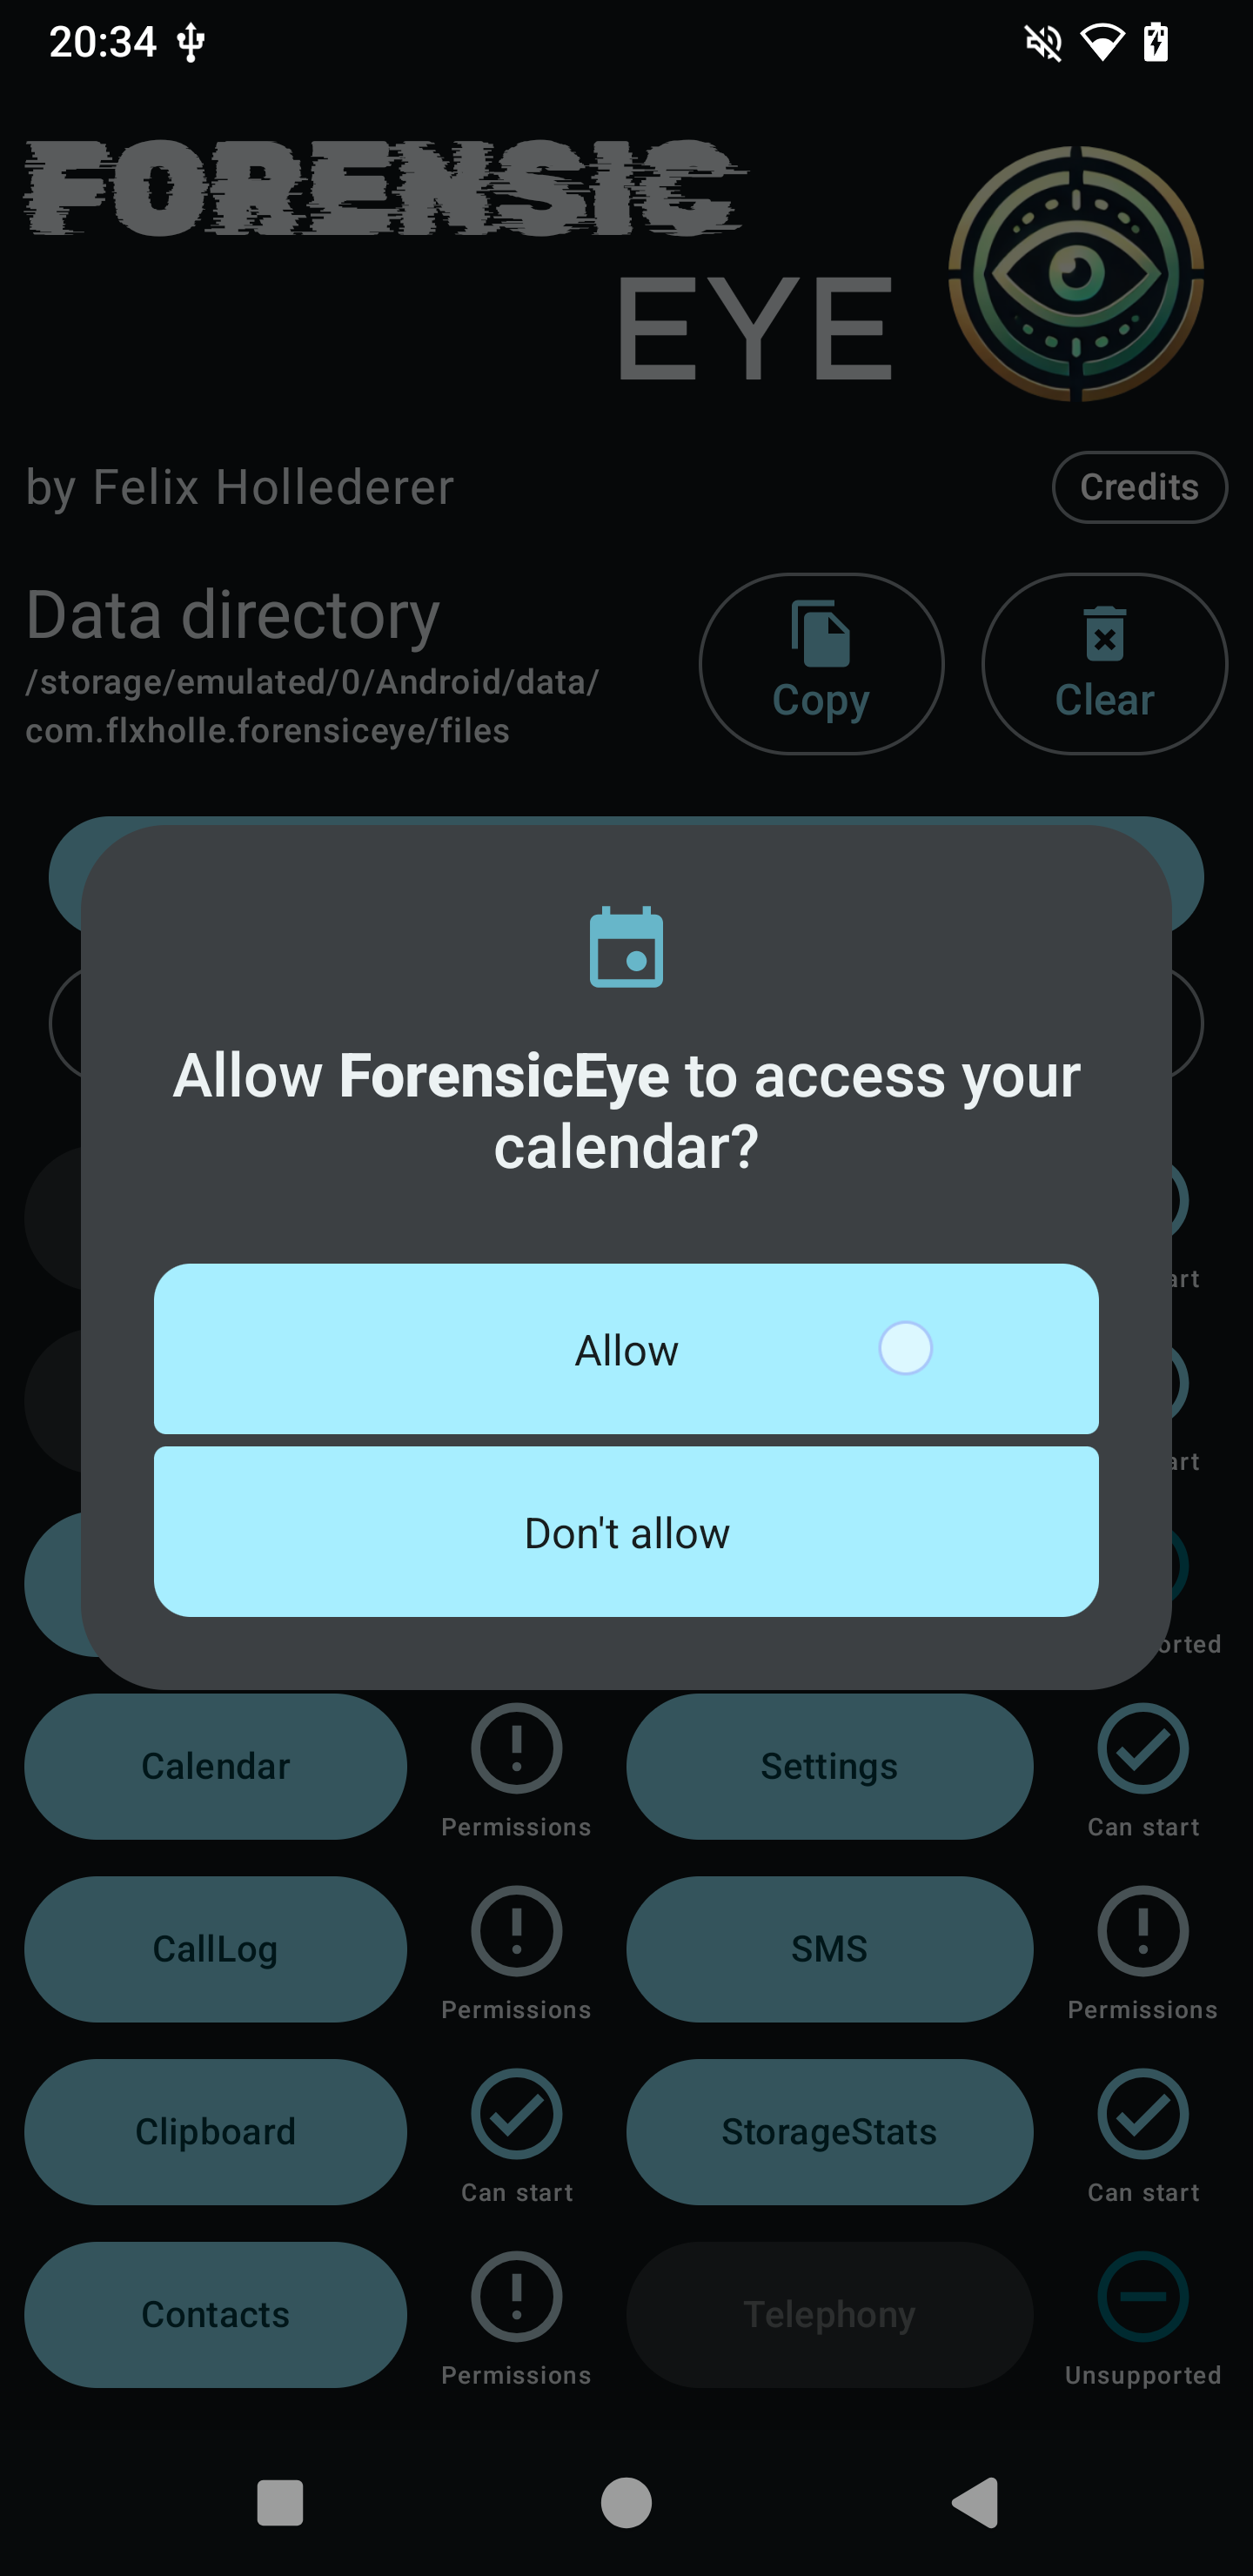 20:34
FORENSIC
EYE
by Felix Hollederer
Credits
Data directory
/storage/emulated/0/Android/data/
com.flxholle.forensiceye/files
Copy
Clear
Allow ForensicEye to access your
calendar?
Allow
art
art
Don't allow
orted
Calendar
Permissions
Settings
Can start
CallLog
Permissions
SMS
Permissions
Clipboard
Can start
StorageStats
Can start
Contacts
Permissions
Telephony
Unsupported